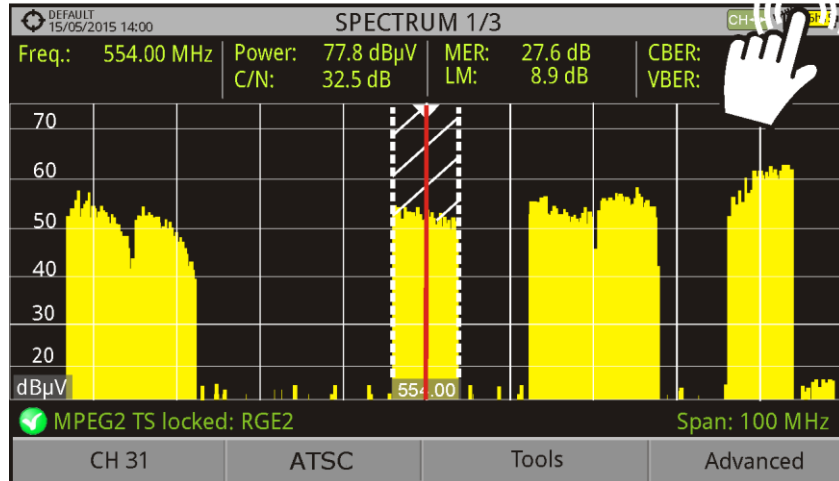 DEFAULT
15/05/2015 14:00
SPECTRUM 1/3
CH
Freq.: 554.00 MHz
Power: 77.8 dBµV
C/N: 32.5 dB
MER: 27.6 dB
LM: 8.9 dB
CBER:
VBER:
70
60
50
40
30
20
dBµV
554.00
MPEG2 TS locked: RGE2
Span: 100 MHz
CH 31
ATSC
Tools
Advanced